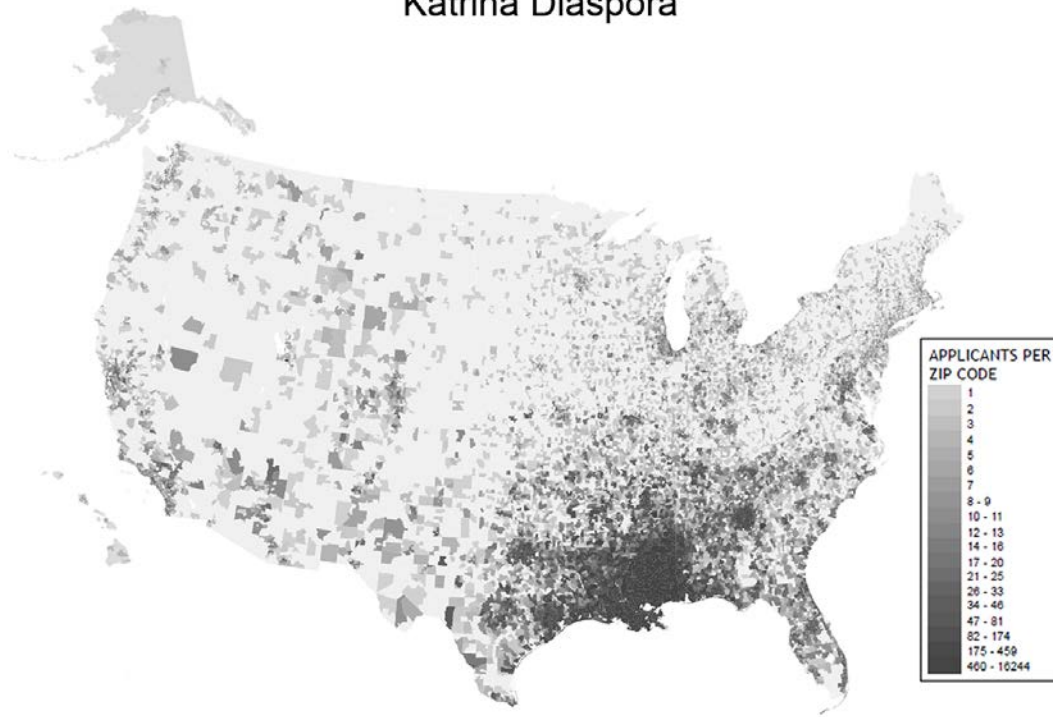 Katrina Diaspora
APPLICANTS PER
ZIP CODE
1
2
3
4
5
6
7
8 - 9
10 - 11
12 - 13
14 - 16
17 - 20
21 - 25
26 - 33
34 - 46
47 - 81
82 - 174
175 - 459
460 - 16244